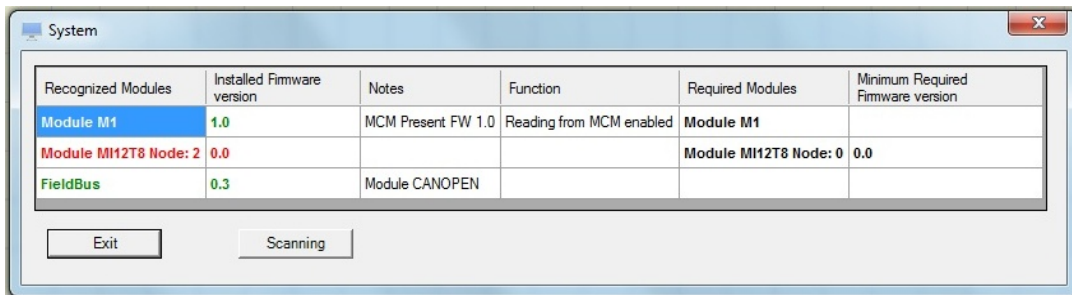 System
Recognized Modules
Installed Firmware
version
Notes
Function
Required Modules
Minimum Required
Firmware version
Module M1
1.0
MCM Present FW 1.0
Reading from MCM enabled
Module M1
Module MI12T8 Node: 2
0.0
Module MI12T8 Node: 0
0.0
FieldBus
0.3
Module CANOPEN
Exit
Scanning